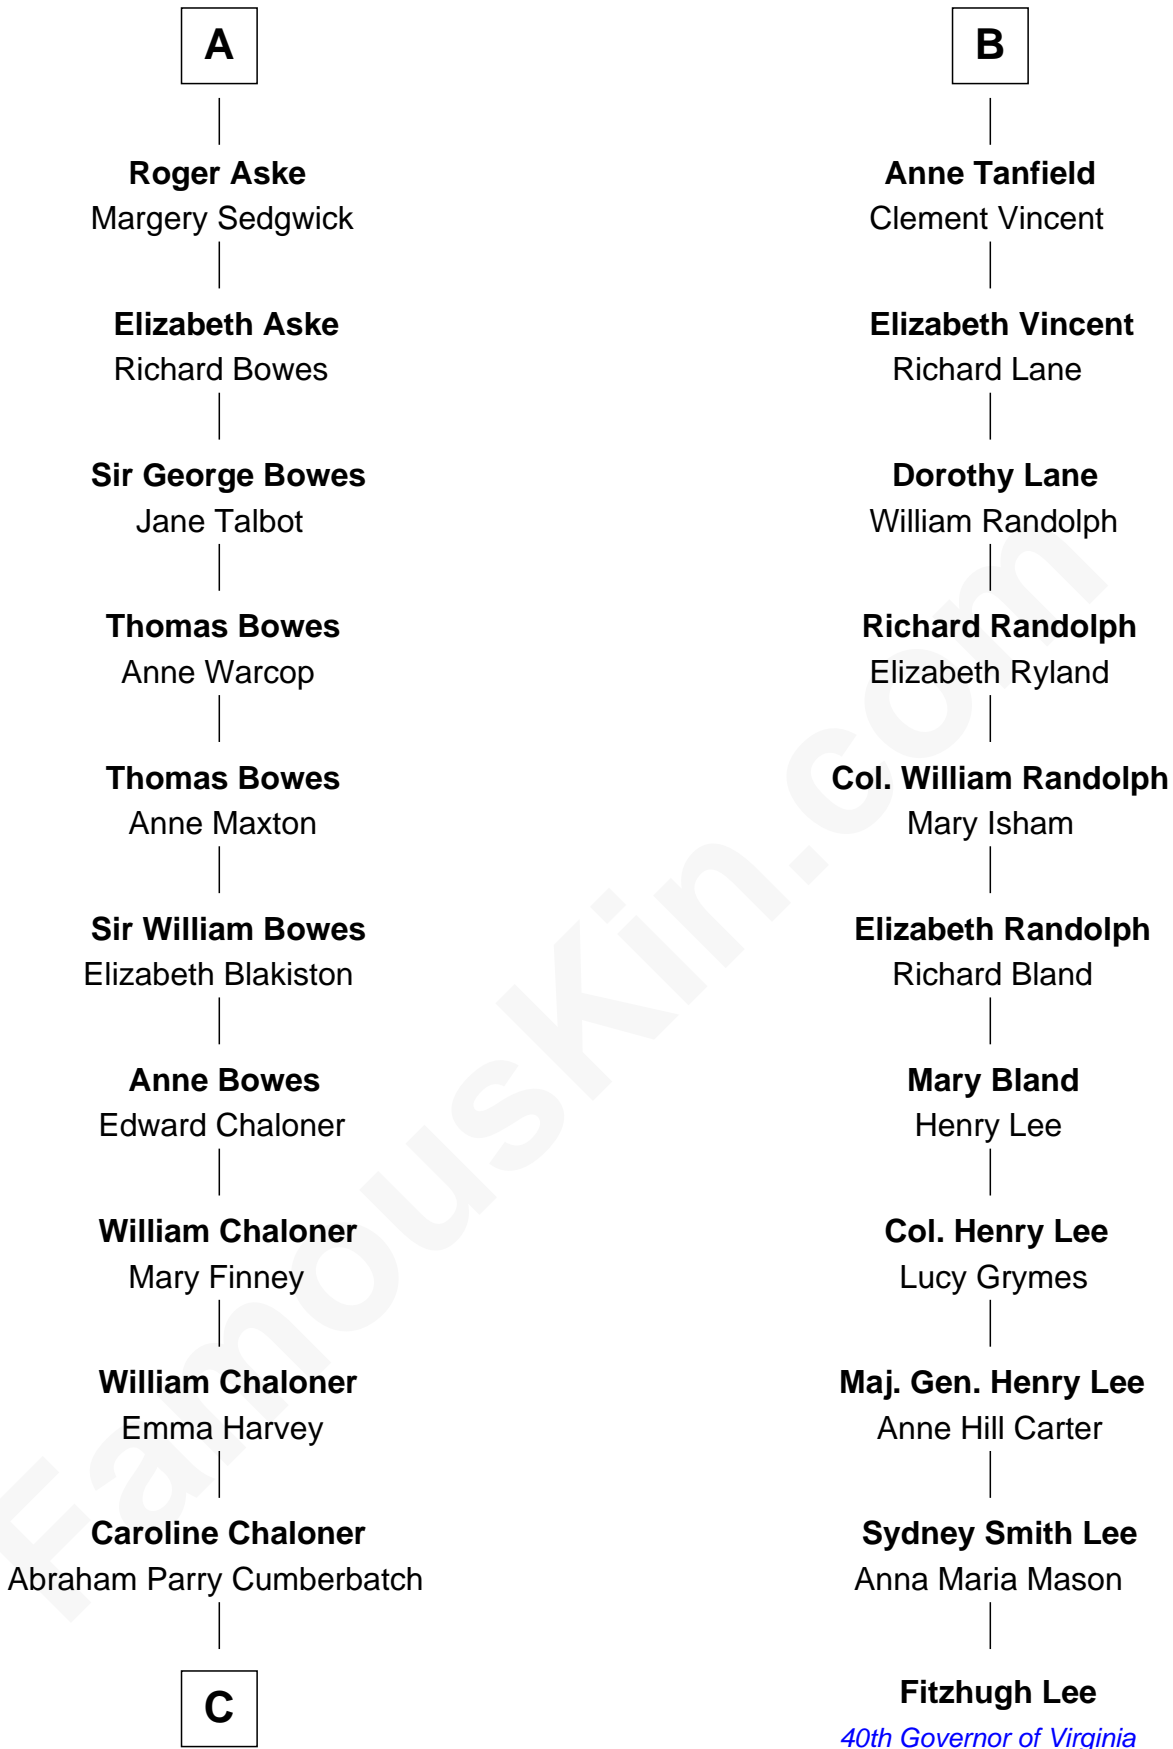 A
Roger Aske
Margery Sedgwick
Elizabeth Aske
Richard Bowes
Sir George Bowes
Jane Talbot
Thomas Bowes
Anne Warcop
Thomas Bowes
Anne Maxton
Sir William Bowes
Elizabeth Blakiston
Anne Bowes
Edward Chaloner
William Chaloner
Mary Finney
William Chaloner
Emma Harvey
Caroline Chaloner
Abraham Parry Cumberbatch
C
B
Anne Tanfield
Clement Vincent
Elizabeth Vincent
Richard Lane
Dorothy Lane
William Randolph
Richard Randolph
Elizabeth Ryland
Col. William Randolph
Mary Isham
Elizabeth Randolph
Richard Bland
Mary Bland
Henry Lee
Col. Henry Lee
Lucy Grymes
Maj. Gen. Henry Lee
Anne Hill Carter
Sydney Smith Lee
Anna Maria Mason
Fitzhugh Lee
40th Governor of Virginia
FamousKin.com